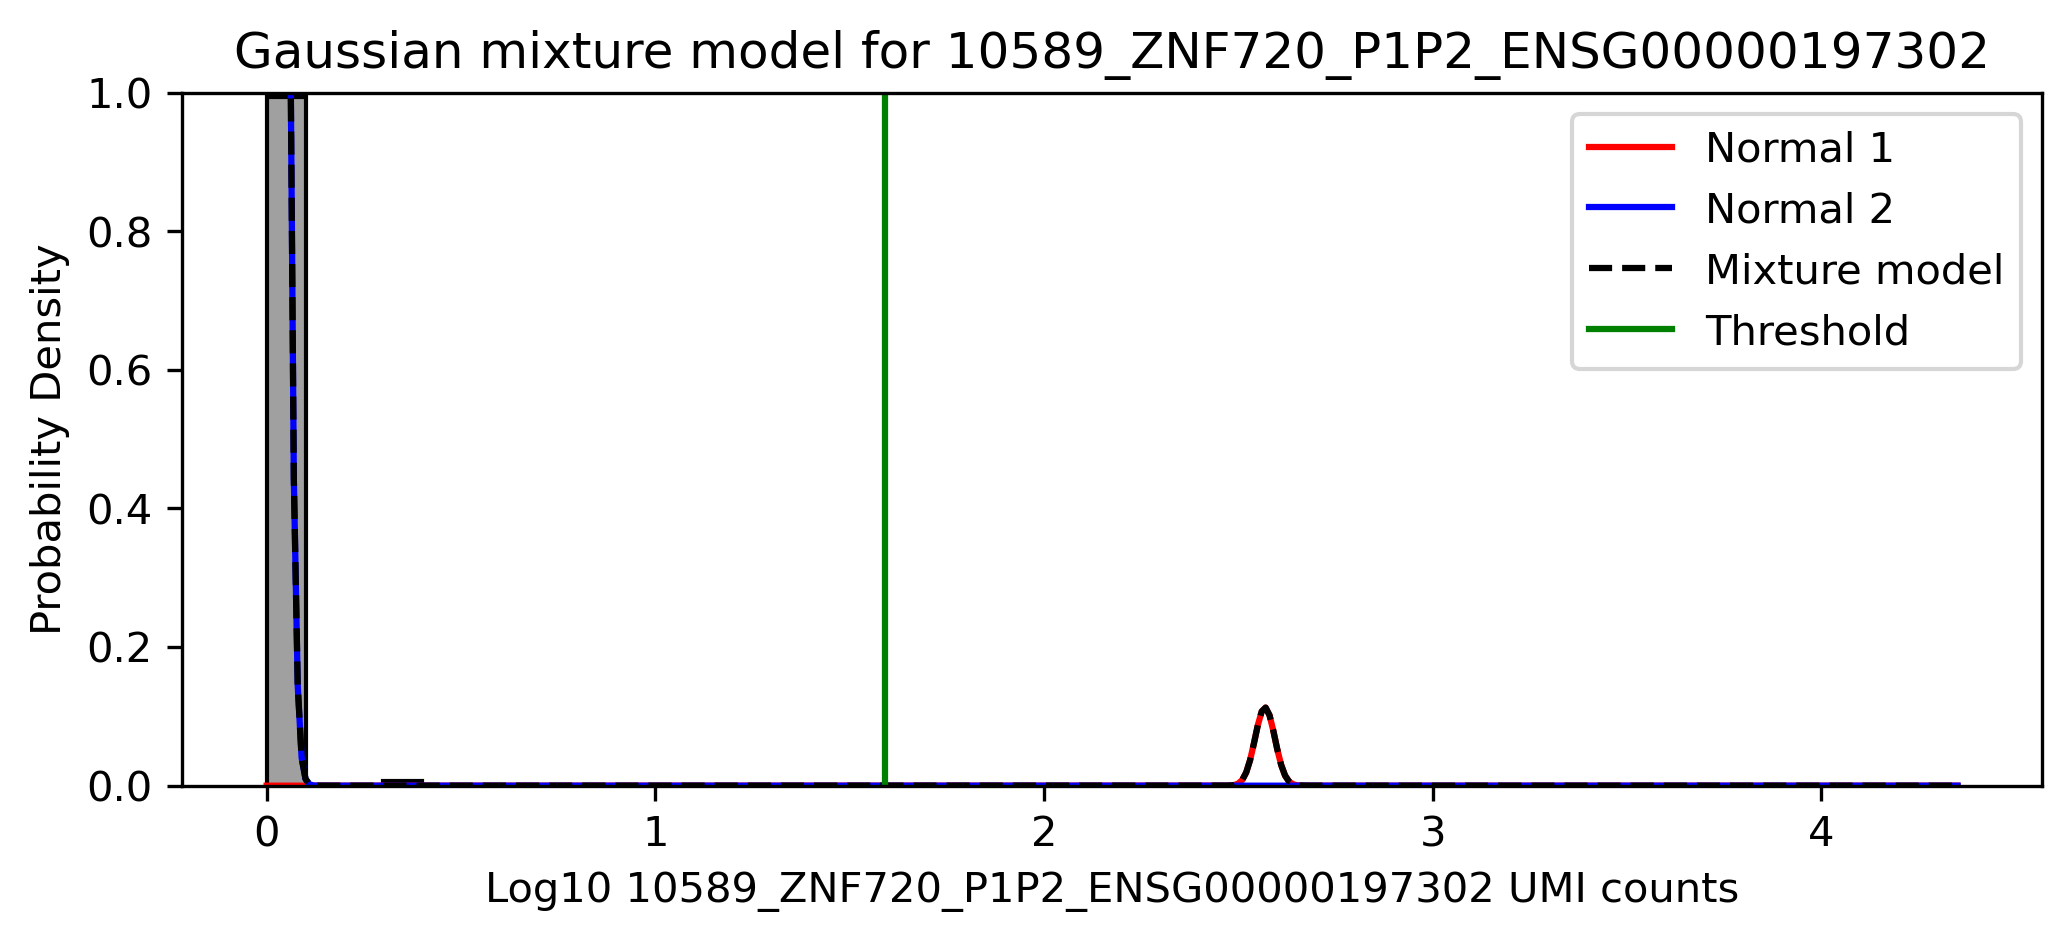 Gaussian mixture model for 10589_ZNF720_P1P2_ENSG00000197302
1.0
0.8
0.6
0.4
0.2
0.0
Probability Density
Normal 1
Normal 2
Mixture model
Threshold
0 1 2 3 4
Log10 10589_ZNF720_P1P2_ENSG00000197302 UMI counts